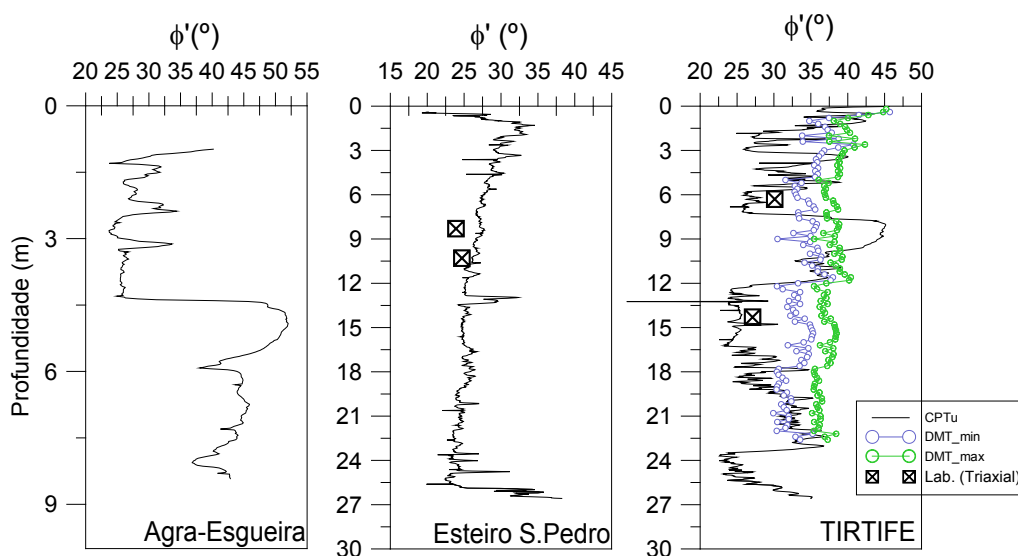 ϕ'(º)
20 25 30 35 40 45 50 55
0
3
6
9
Profundidade (m)
Agra-Esgueira
ϕ' (º)
15 20 25 30 35 40 45
0
3
6
9
12
15
18
21
24
27
30
Esteiro S.Pedro
ϕ'(º)
20 25 30 35 40 45 50
0
3
6
9
12
15
18
21
24
27
30
TIRTIFE
CPTu
DMT_min
DMT_max
Lab. (Triaxial)